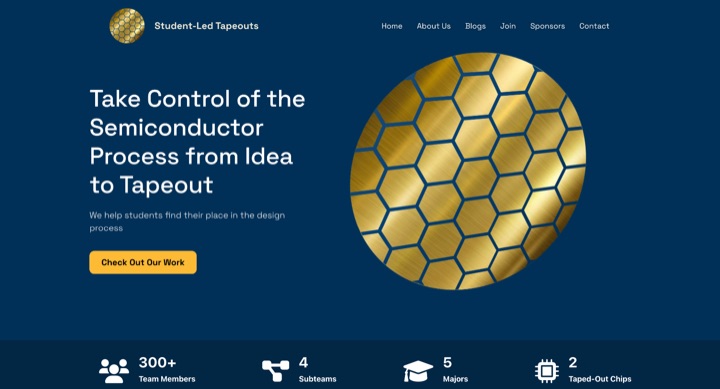 Student-Led Tapeouts
Home About Us Blogs Join Sponsors Contact
Take Control of the
Semiconductor
Process from Idea
to Tapeout
We help students find their place in the design
process
Check Out Our Work
300+
Team Members
4
Subteams
5
Majors
2
Taped-Out Chips